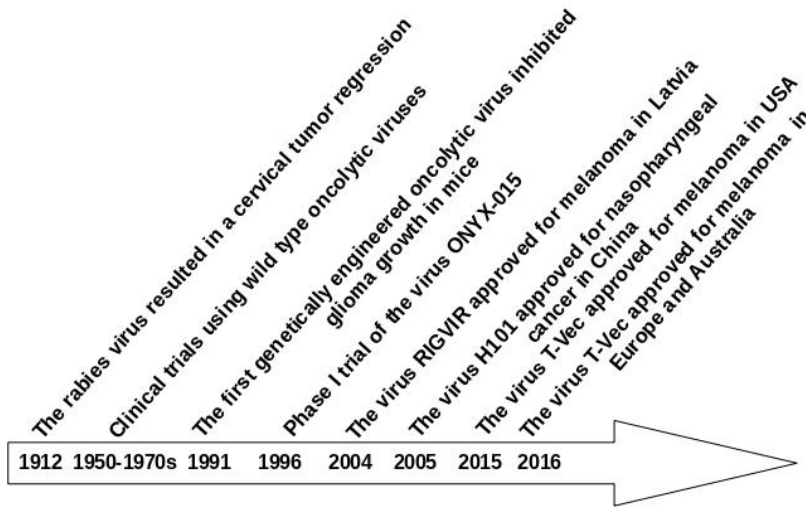 The rabies virus resulted in a cervical tumor regression
Clinical trials using wild type oncolytic viruses
The first genetically engineered oncolytic virus inhibited
glioma growth in mice
Phase I trial of the virus ONYX-015
The virus RIGVIR approved for melanoma in Latvia
The virus H101 approved for nasopharyngeal
cancer in China
The virus T-Vec approved for melanoma in USA
The virus T-Vec approved for melanoma in
Europe and Australia
1912 1950-1970s 1991 1996 2004 2005 2015 2016